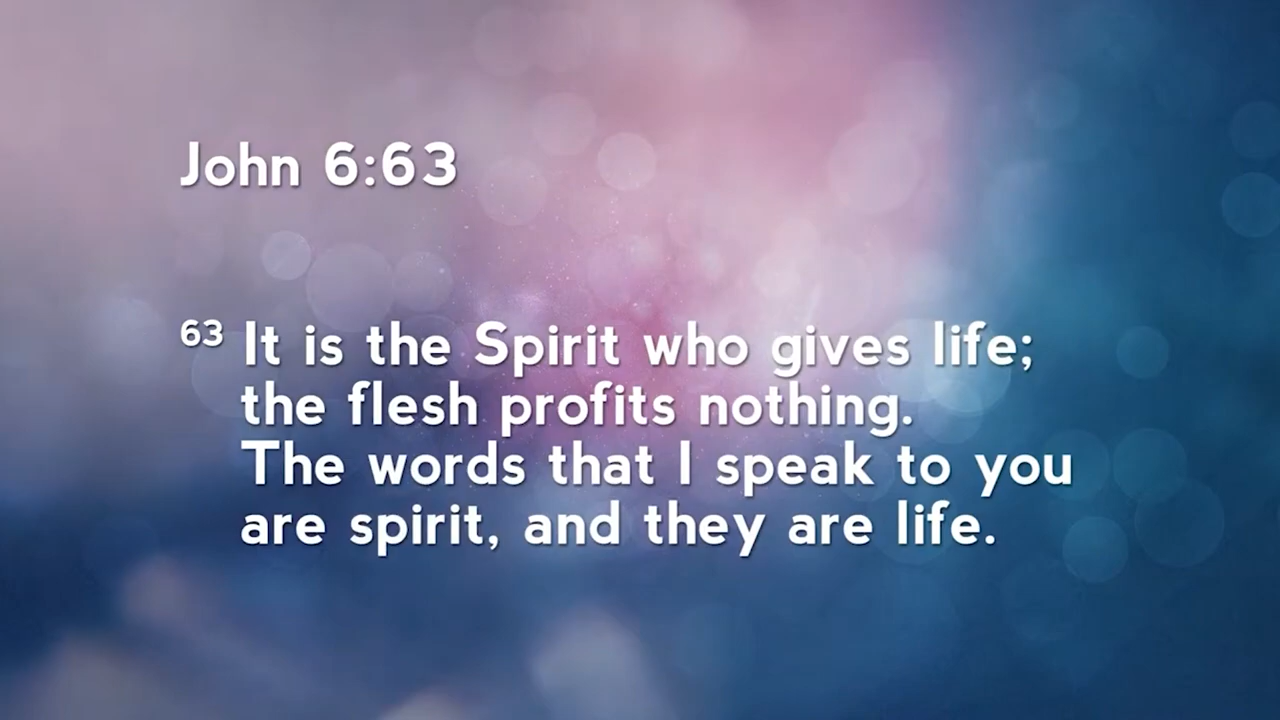 John 6:63
63 It is the Spirit who gives life;
the flesh profits nothing.
The words that I speak to you
are spirit, and they are life.